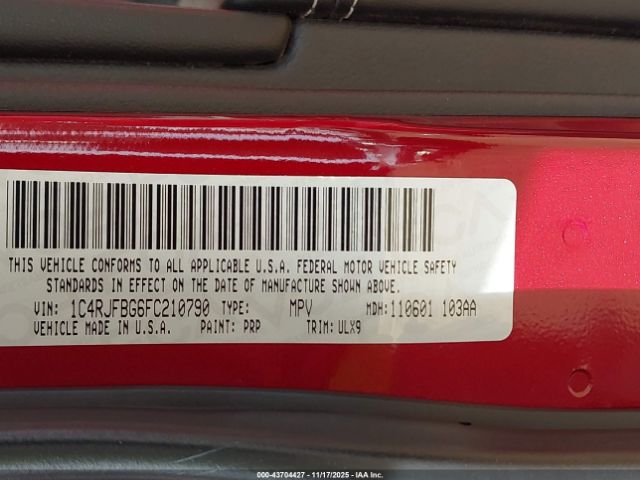 THIS VEHICLE CONFORMS TO ALL APPLICABLE U.S.A. FEDERAL MOTOR VEHICLE SAFETY
STANDARDS IN EFFECT ON THE DATE OF MANUFACTURE SHOWN ABOVE.
VIN: 1C4RJFBG6FC210790 TYPE: MPV MDH:110601 103AA
VEHICLE MADE IN U.S.A. PAINT: PRP TRIM: ULX9
000-43704427 - 11/17/2025 - IAA Inc.